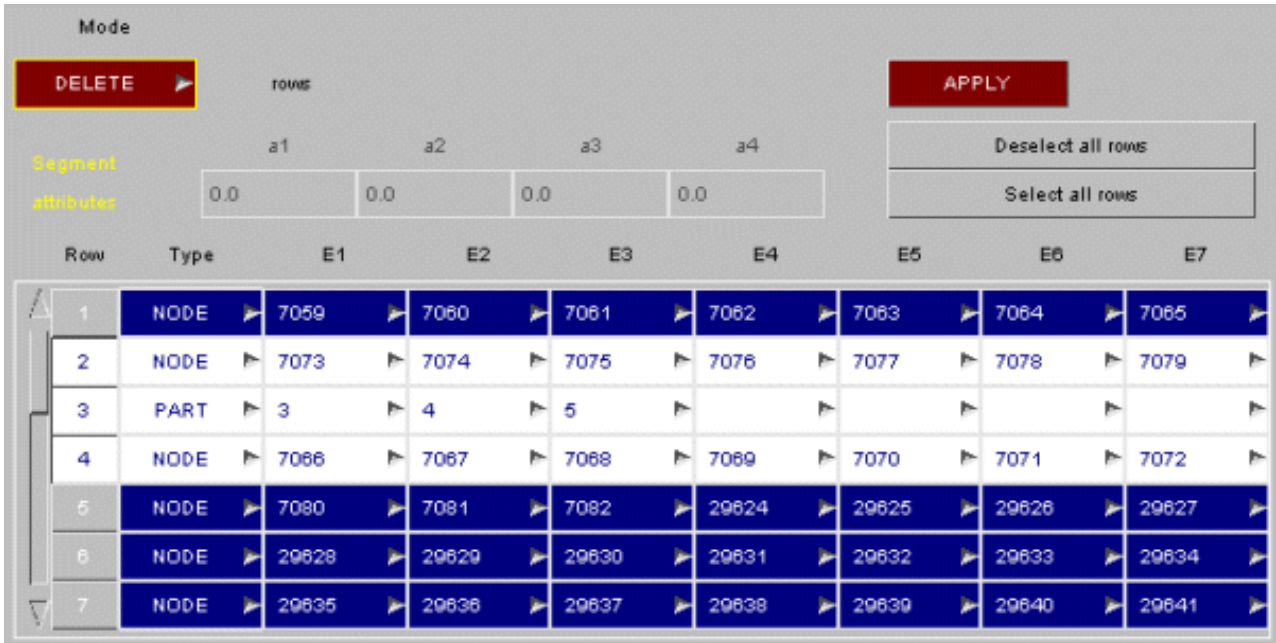 Mode
DELETE rows APPLY
a1 a2 a3 a4 Deselect all rows
Segment
attributes 0.0 0.0 0.0 0.0 Select all rows
Row Type E1 E2 E3 E4 E5 E6 E7
1 NODE 7059 7060 7061 7062 7063 7064 7065
2 NODE 7073 7074 7075 7076 7077 7078 7079
3 PART 3 4 5
4 NODE 7066 7067 7068 7069 7070 7071 7072
5 NODE 7080 7081 7082 29624 29625 29626 29627
6 NODE 29628 29629 29630 29631 29632 29633 29634
7 NODE 29635 29636 29637 29638 29639 29640 29641